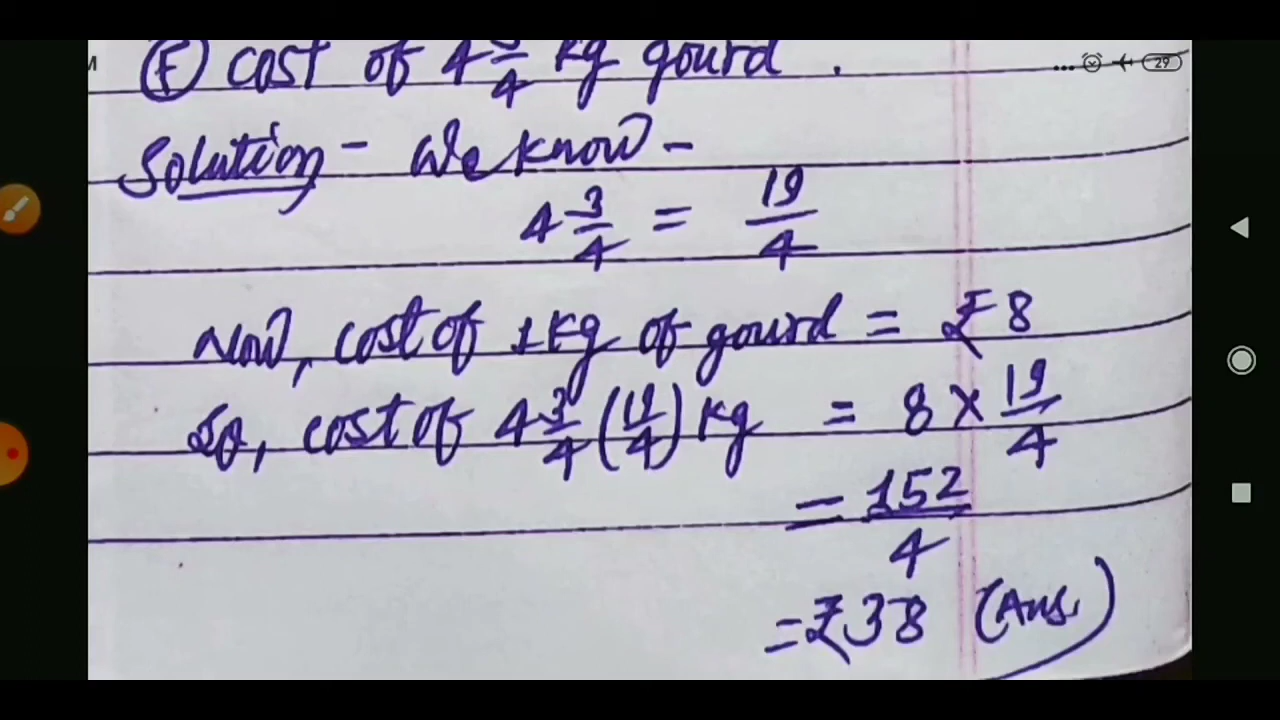 (F) cost of 4 3/4 kg gourd .
Solution - We know -
4 3/4 = 19/4
Now, cost of 1 kg of gourd = ₹ 8
So, cost of 4 3/4 (19/4) kg = 8 × 19/4
= 152/4
= ₹38 (Ans.)
29